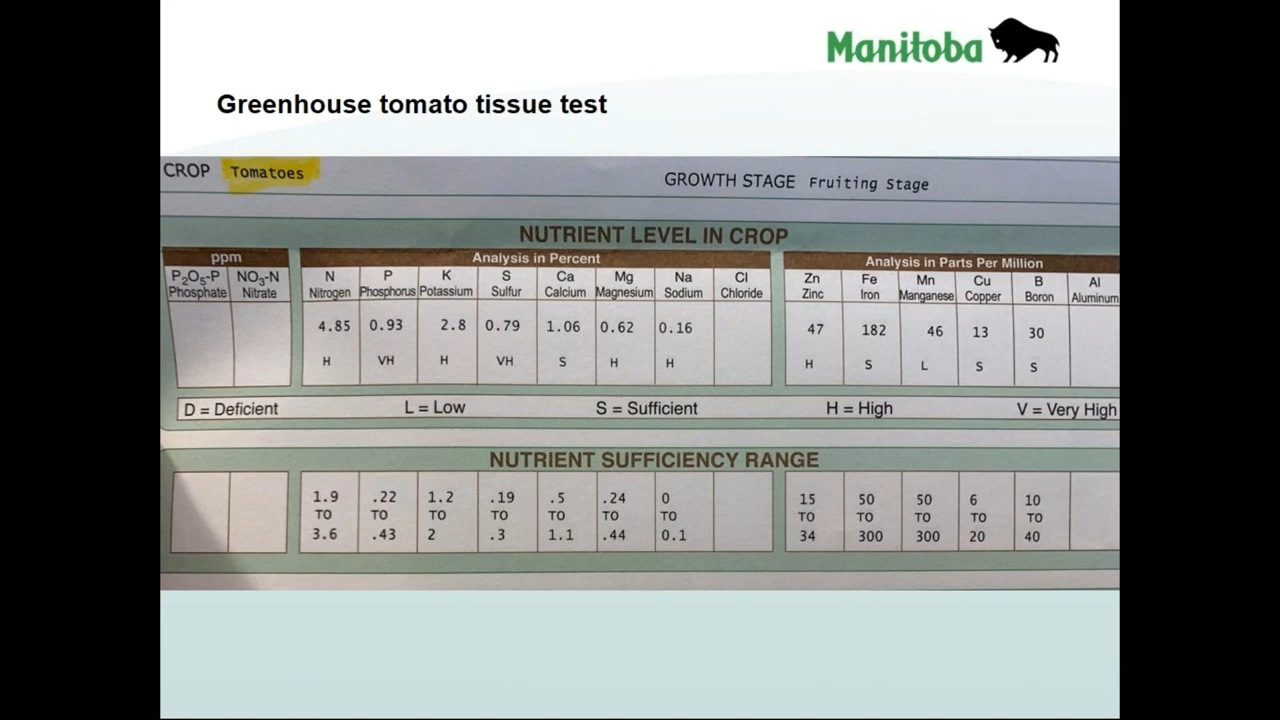 Manitoba
Greenhouse tomato tissue test
CROP Tomatoes
GROWTH STAGE Fruiting Stage
NUTRIENT LEVEL IN CROP
ppm Analysis in Percent Analysis in Parts Per Million
P2O5-P NO3-N N P K S Ca Mg Na Cl Zn Fe Mn Cu B Al
Phosphate Nitrate Nitrogen Phosphorus Potassium Sulfur Calcium Magnesium Sodium Chloride Zinc Iron Manganese Copper Boron Aluminum
4.85 0.93 2.8 0.79 1.06 0.62 0.16 47 182 46 13 30
H VH H VH S H H H S L S S
D = Deficient L = Low S = Sufficient H = High V = Very High
NUTRIENT SUFFICIENCY RANGE
1.9 .22 1.2 .19 .5 .24 0 15 50 50 6 10
TO TO TO TO TO TO TO TO TO TO TO TO
3.6 .43 2 .3 1.1 .44 0.1 34 300 300 20 40